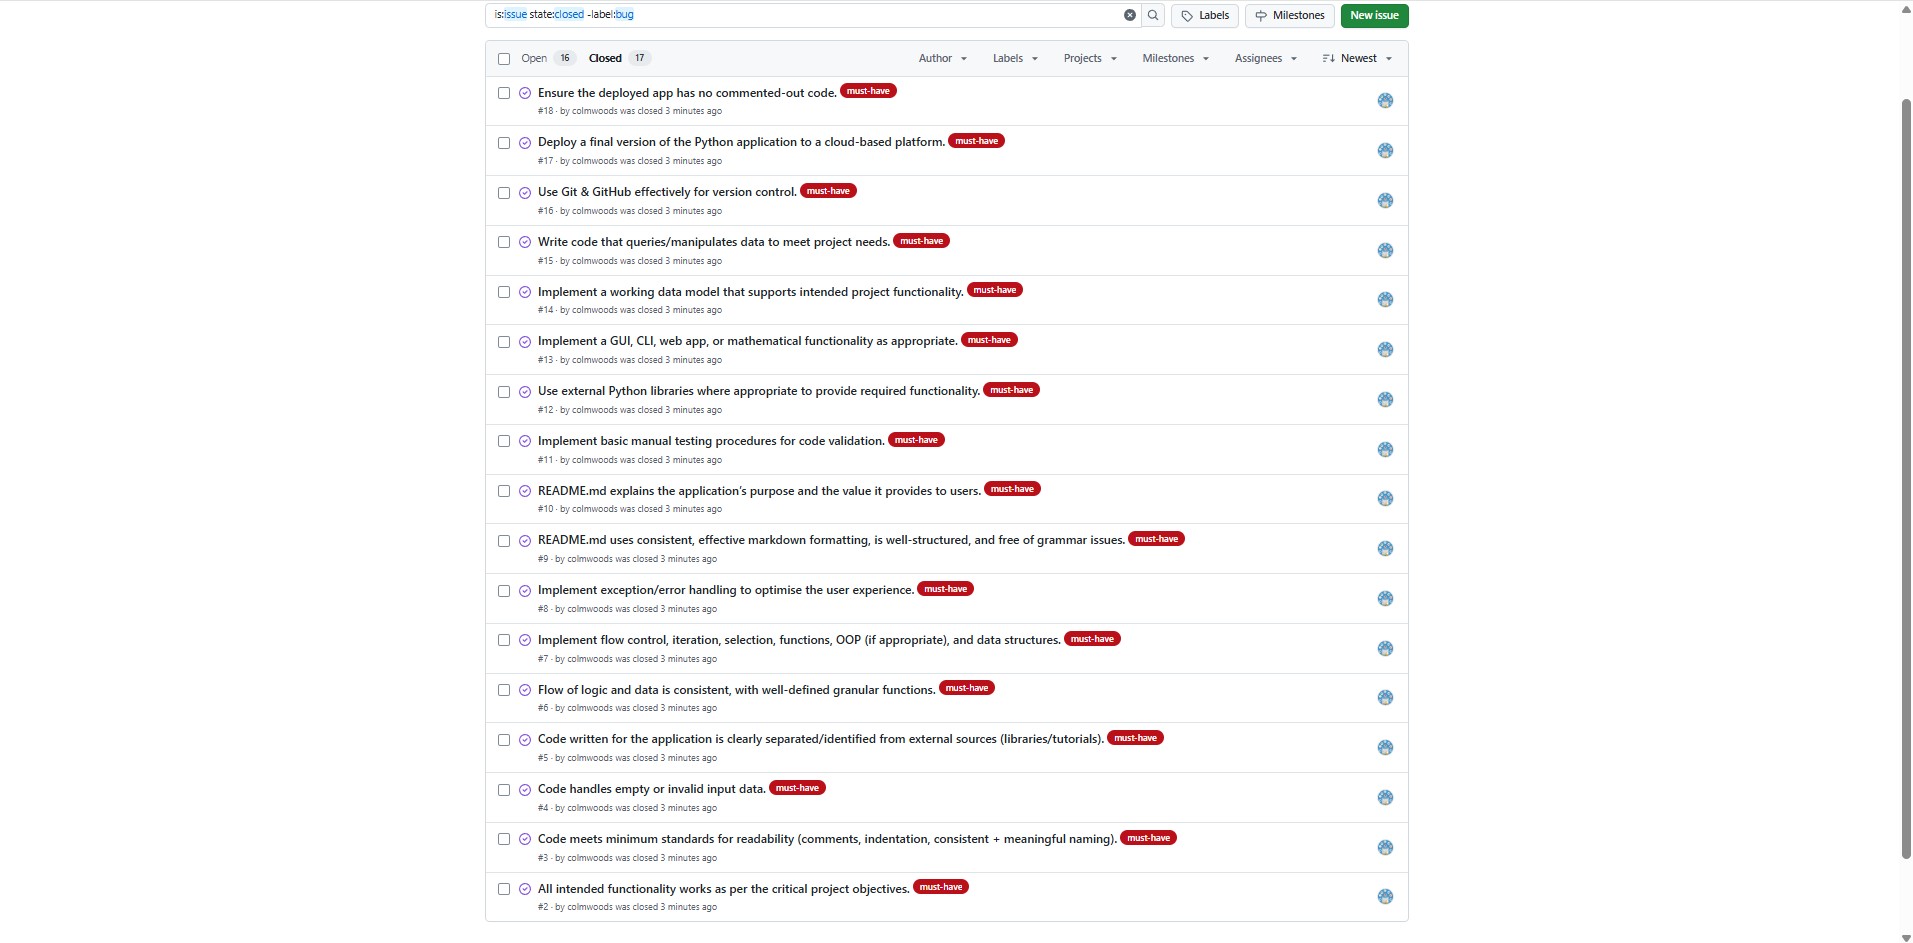 is:issue state:closed -label:bug
Labels
Milestones
New issue
Open 16 Closed 17 Author Labels Projects Milestones Assignees Newest
Ensure the deployed app has no commented-out code. must-have
#18 · by colmwoods was closed 3 minutes ago
Deploy a final version of the Python application to a cloud-based platform. must-have
#17 · by colmwoods was closed 3 minutes ago
Use Git & GitHub effectively for version control. must-have
#16 · by colmwoods was closed 3 minutes ago
Write code that queries/manipulates data to meet project needs. must-have
#15 · by colmwoods was closed 3 minutes ago
Implement a working data model that supports intended project functionality. must-have
#14 · by colmwoods was closed 3 minutes ago
Implement a GUI, CLI, web app, or mathematical functionality as appropriate. must-have
#13 · by colmwoods was closed 3 minutes ago
Use external Python libraries where appropriate to provide required functionality. must-have
#12 · by colmwoods was closed 3 minutes ago
Implement basic manual testing procedures for code validation. must-have
#11 · by colmwoods was closed 3 minutes ago
README.md explains the application's purpose and the value it provides to users. must-have
#10 · by colmwoods was closed 3 minutes ago
README.md uses consistent, effective markdown formatting, is well-structured, and free of grammar issues. must-have
#9 · by colmwoods was closed 3 minutes ago
Implement exception/error handling to optimise the user experience. must-have
#8 · by colmwoods was closed 3 minutes ago
Implement flow control, iteration, selection, functions, OOP (if appropriate), and data structures. must-have
#7 · by colmwoods was closed 3 minutes ago
Flow of logic and data is consistent, with well-defined granular functions. must-have
#6 · by colmwoods was closed 3 minutes ago
Code written for the application is clearly separated/identified from external sources (libraries/tutorials). must-have
#5 · by colmwoods was closed 3 minutes ago
Code handles empty or invalid input data. must-have
#4 · by colmwoods was closed 3 minutes ago
Code meets minimum standards for readability (comments, indentation, consistent + meaningful naming). must-have
#3 · by colmwoods was closed 3 minutes ago
All intended functionality works as per the critical project objectives. must-have
#2 · by colmwoods was closed 3 minutes ago